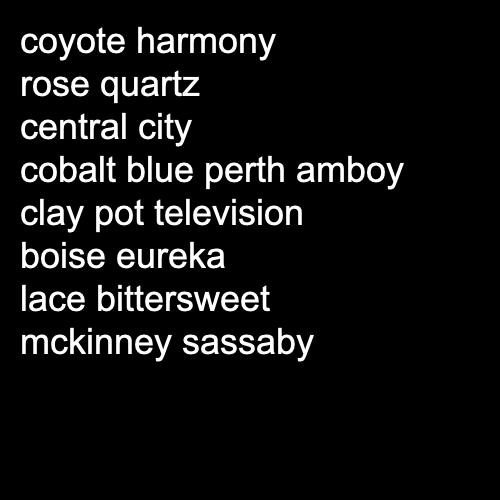 coyote harmony
rose quartz
central city
cobalt blue perth amboy
clay pot television
boise eureka
lace bittersweet
mckinney sassaby